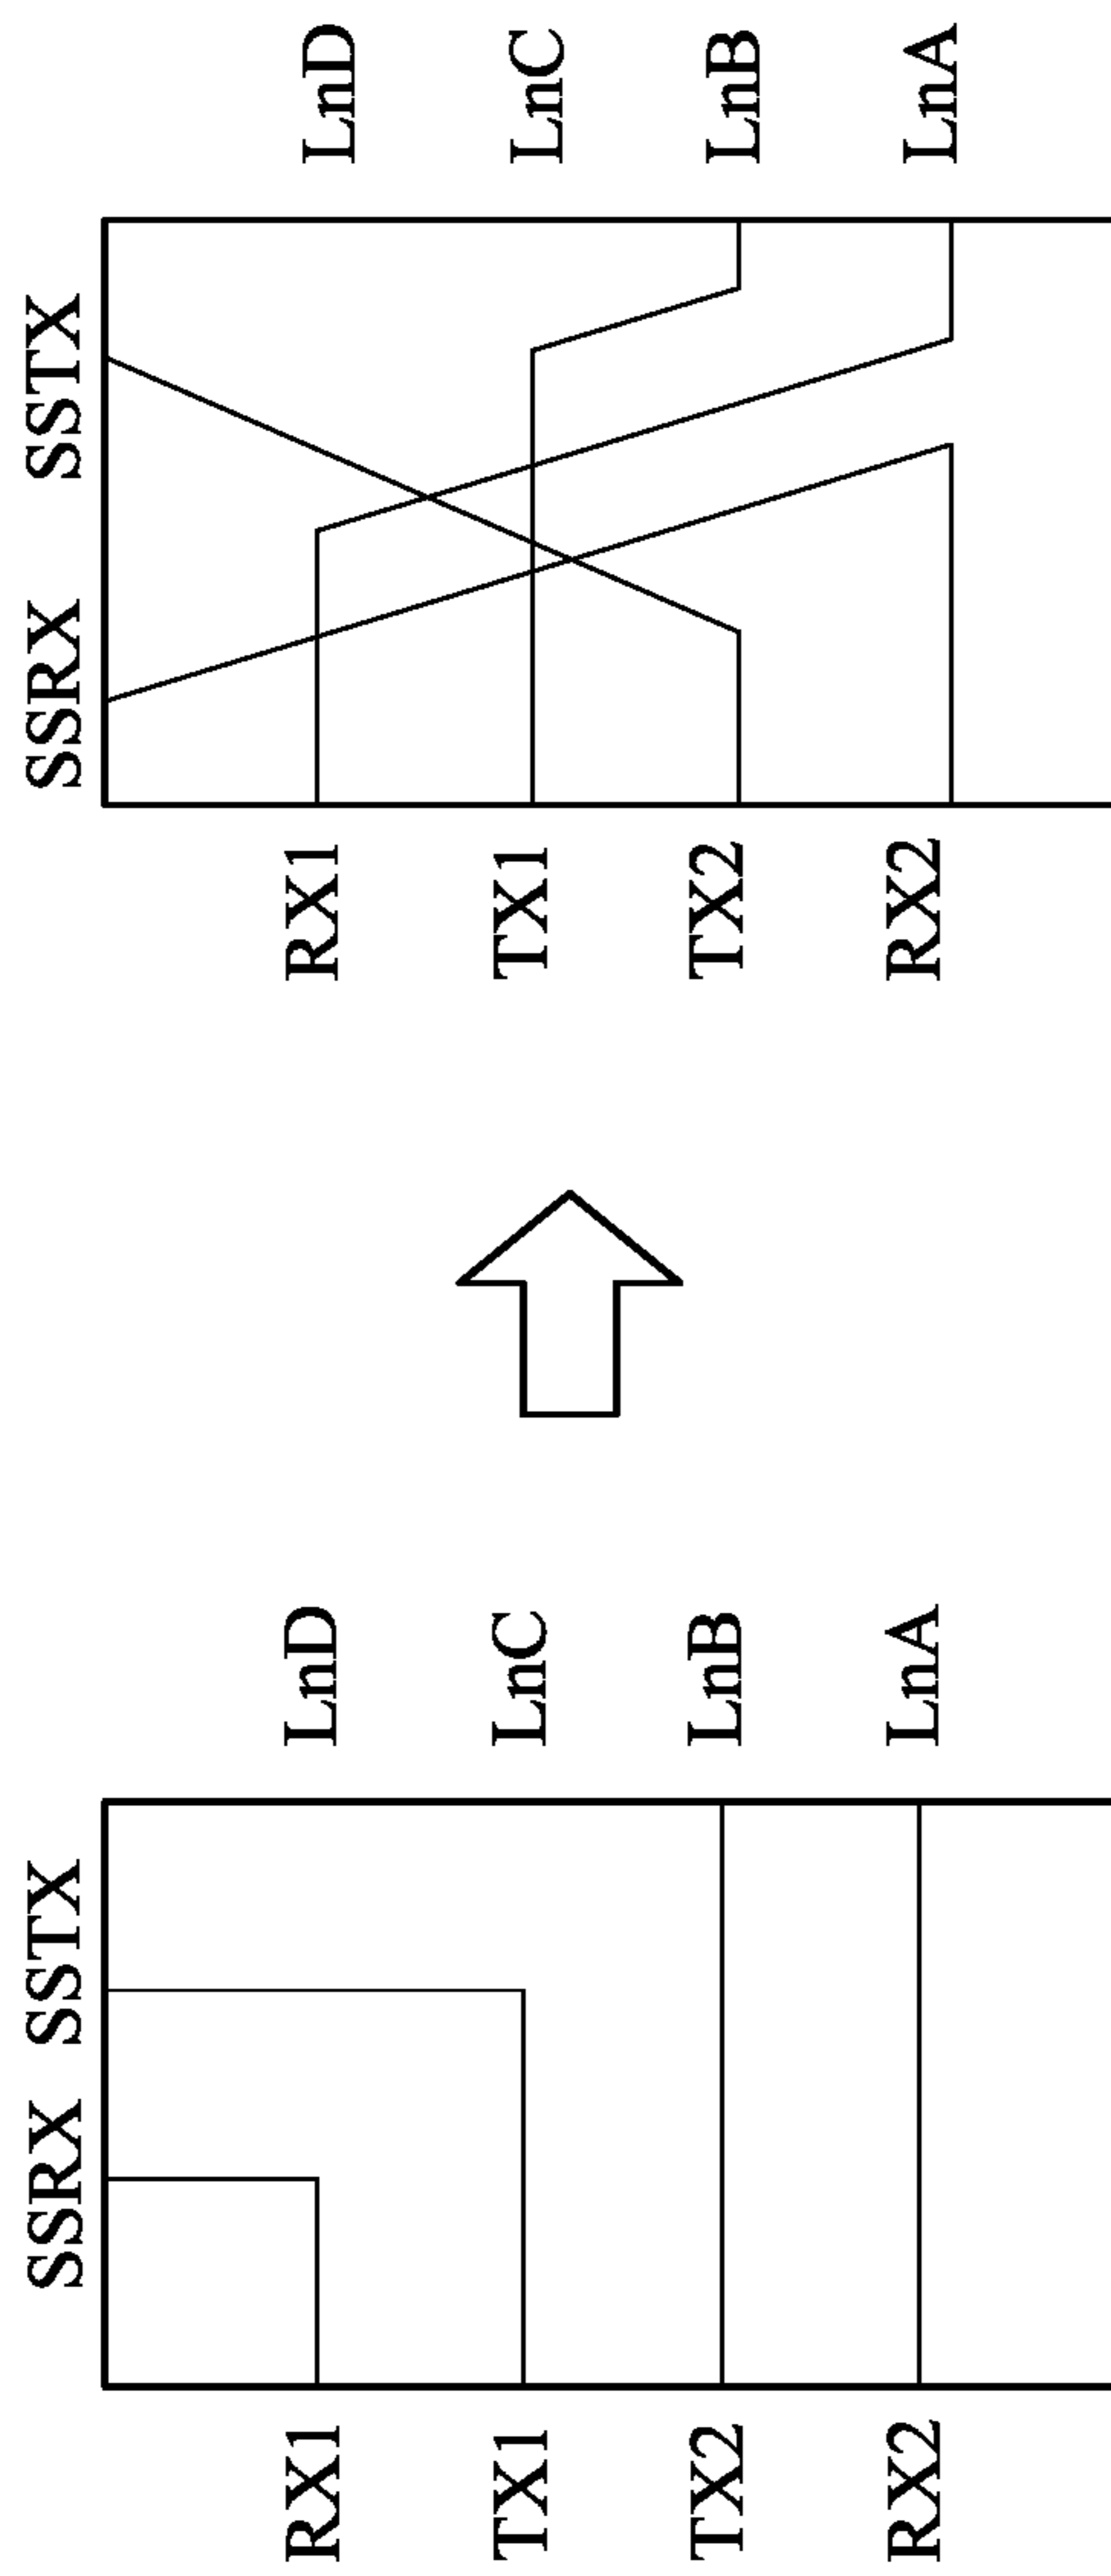 SSRX SSTX
RX1 LnD
TX1 LnC
TX2 LnB
RX2 LnA
SSRX SSTX
RX1 LnD
TX1 LnC
TX2 LnB
RX2 LnA